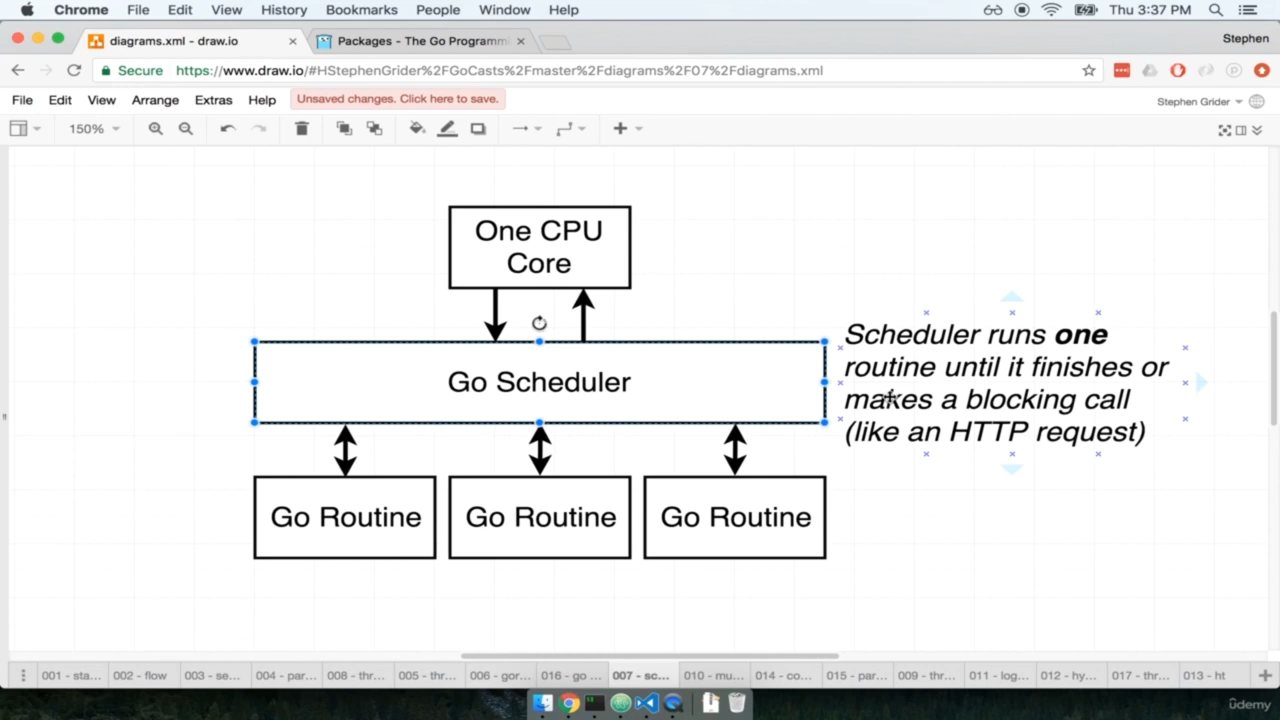 Chrome File Edit View History Bookmarks People Window Help Thu 3:37 PM
diagrams.xml - draw.io Packages - The Go Programmi Stephen
Secure https://www.draw.io/#HStephenGrider%2FGoCasts%2Fmaster%2Fdiagrams%2F07%2Fdiagrams.xml
File Edit View Arrange Extras Help Unsaved changes. Click here to save. Stephen Grider
150%
One CPU
Core
Go Scheduler
Scheduler runs one
routine until it finishes or
makes a blocking call
(like an HTTP request)
Go Routine Go Routine Go Routine
001 - sta... 002 - flow 003 - se... 004 - par... 008 - thr... 005 - thr... 006 - gor... 016 - go ... 007 - sc... 010 - mu... 014 - co... 015 - par... 009 - thr... 011 - log... 012 - hy... 017 - thr... 013 - ht
ûdemy